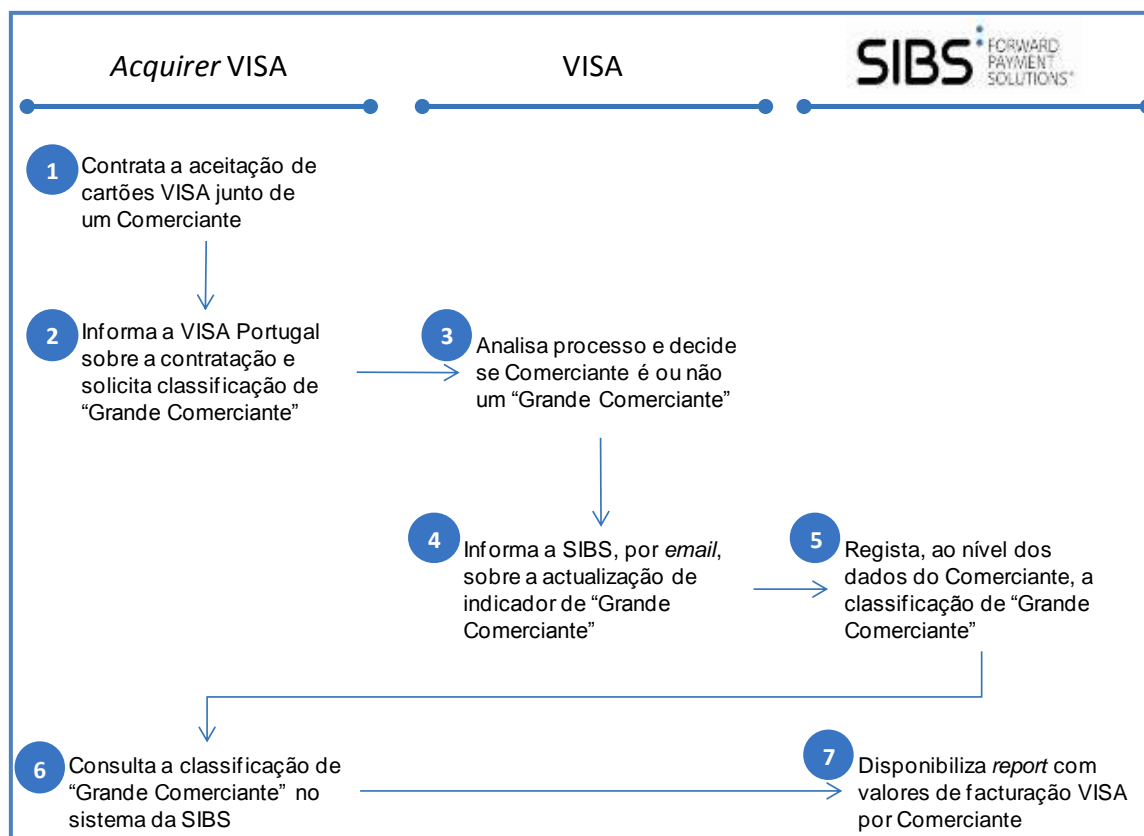 Acquirer VISA
VISA
SIBS
FORWARD
PAYMENT
SOLUTIONS
1
Contrata a aceitação de
cartões VISA junto de
um Comerciante
2
Informa a VISA Portugal
sobre a contratação e
solicita classificação de
“Grande Comerciante”
3
Analisa processo e decide
se Comerciante é ou não
um “Grande Comerciante”
4
Informa a SIBS, por email,
sobre a actualização de
indicador de “Grande
Comerciante”
5
Regista, ao nível dos
dados do Comerciante, a
classificação de “Grande
Comerciante”
6
Consulta a classificação de
“Grande Comerciante” no
sistema da SIBS
7
Disponibiliza report com
valores de facturação VISA
por Comerciante